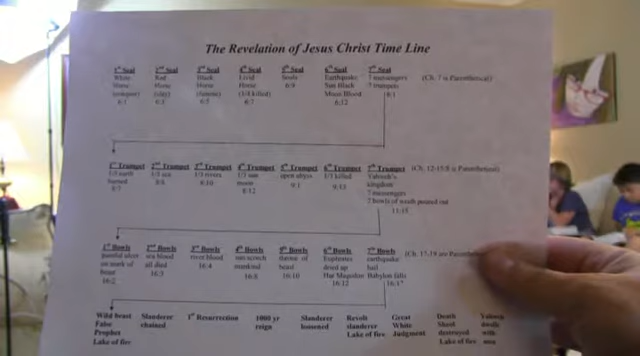 The Revelation of Jesus Christ Time Line
1st Seal 2nd Seal 3rd Seal 4th Seal 5th Seal 6th Seal 7th Seal
White Red Black Livid Souls Earthquake 7 messengers (Ch. 7 is Parenthetical)
Horse Horse Horse Horse 6:9 Sun Black 7 trumpets
(conquer) (1/4 killed) Moon Blood 8:1
6:5 6:7 6:12
1st Trumpet 2nd Trumpet 3rd Trumpet 4th Trumpet 5th Trumpet 6th Trumpet 7th Trumpet (Ch. 12-15:8 is Parenthetical)
1/3 earth 1/3 sea 1/3 rivers 1/3 sun open abyss 1/3 killed Yahweh's
burned 8:8 8:10 moon 9:1 9:13 kingdom
8:7 8:12 7 messengers
7 bowls of wrath poured out
11:15
1st Bowls 2nd Bowls 3rd Bowls 4th Bowls 5th Bowls 6th Bowls 7th Bowls (Ch. 17-19 are Parenthe
painful ulcer sea blood river blood sun scorch throne of Euphrates earthquake
on mark of all died 16:4 mankind beast dried up hail
beast 16:3 16:8 16:10 Har Magedon Babylon falls
16:2 16:12 16:17
Wild beast Slanderer 1st Resurrection 1000 yr Slanderer Revolt Great Death Yahweh
False chained reign loosened slanderer White Sheol dwells
Prophet Lake of fire Judgment destroyed with
Lake of fire Lake of fire men